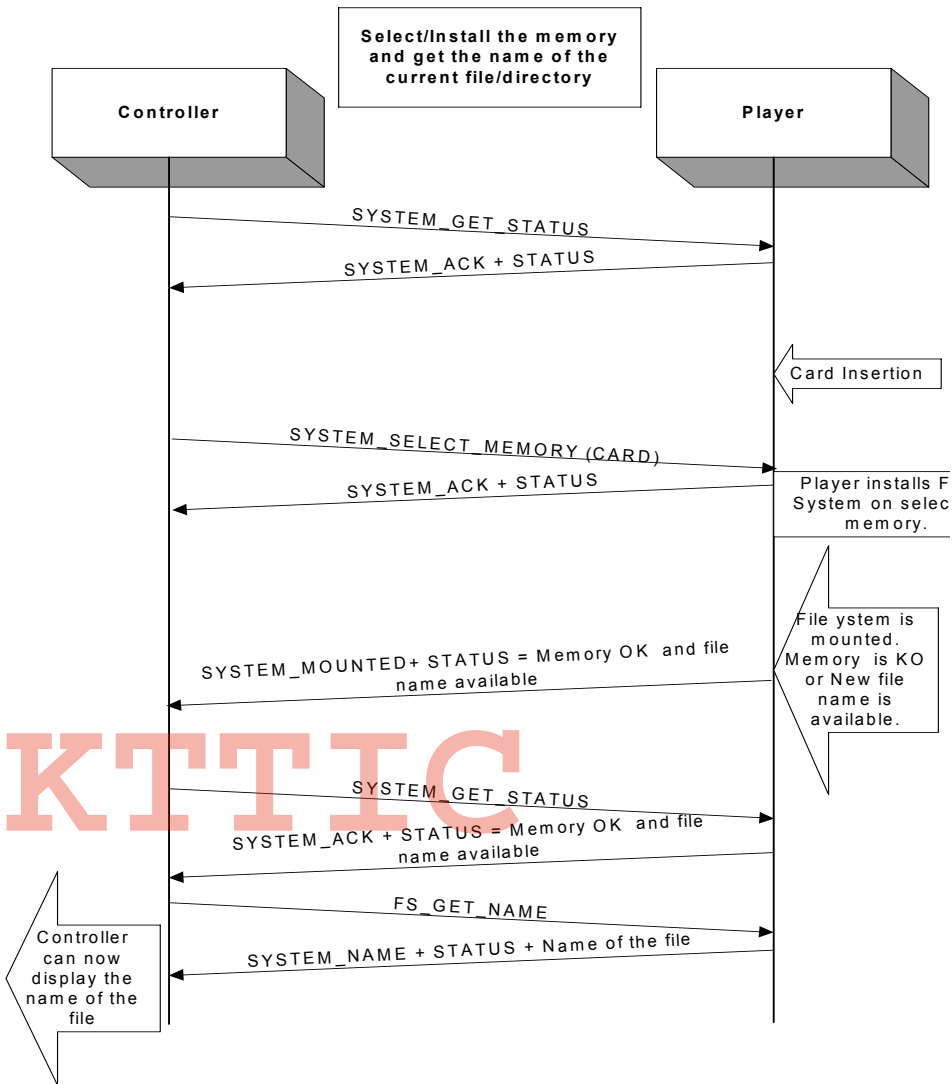 Select/Install the memory
and get the name of the
current file/directory
Controller
Player
SYSTEM_GET_STATUS
SYSTEM_ACK + STATUS
Card Insertion
SYSTEM_SELECT_MEMORY (CARD)
SYSTEM_ACK + STATUS
Player installs F
System on selec
memory.
File ystem is
mounted.
Memory is KO
or New file
name is
available.
SYSTEM_MOUNTED+ STATUS = Memory OK and file
name available
KTTIC
SYSTEM_GET_STATUS
SYSTEM_ACK + STATUS = Memory OK and file
name available
FS_GET_NAME
SYSTEM_NAME + STATUS + Name of the file
Controller
can now
display the
name of the
file